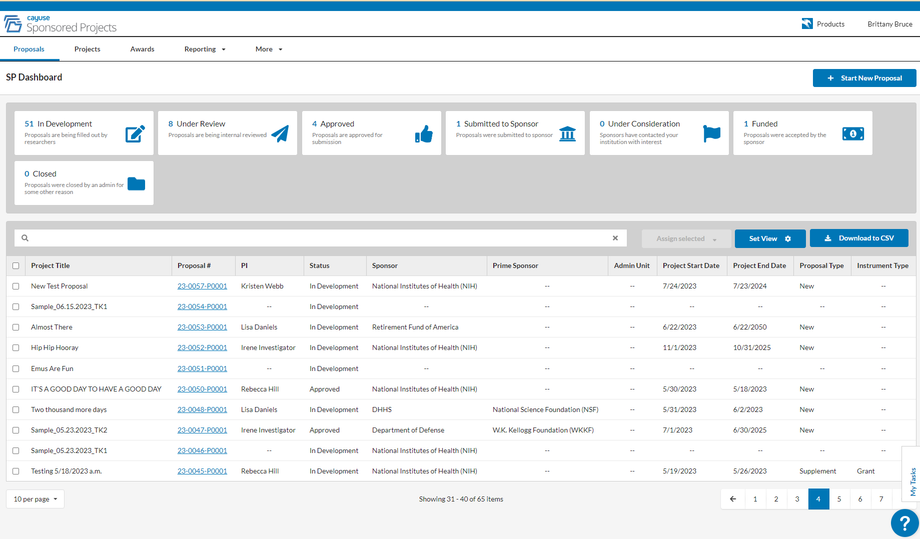 cayuse
Sponsored Projects
Products
Brittany Bruce
Proposals Projects Awards Reporting More
SP Dashboard
+ Start New Proposal
51 In Development
Proposals are being filled out by
researchers
8 Under Review
Proposals are being internal reviewed
4 Approved
Proposals are approved for
submission
1 Submitted to Sponsor
Proposals were submitted to sponsor
0 Under Consideration
Sponsors have contacted your
institution with interest
1 Funded
Proposals were accepted by the
sponsor
0 Closed
Proposals were closed by an admin for
some other reason
Assign selected
Set View
Download to CSV
Project Title Proposal # PI Status Sponsor Prime Sponsor Admin Unit Project Start Date Project End Date Proposal Type Instrument Type
New Test Proposal 23-0057-P0001 Kristen Webb In Development National Institutes of Health (NIH) -- -- 7/24/2023 7/23/2024 New --
Sample_06.15.2023_TK1 23-0054-P0001 -- In Development -- -- -- -- -- -- --
Almost There 23-0053-P0001 Lisa Daniels In Development Retirement Fund of America -- -- 6/22/2023 6/22/2050 New --
Hip Hip Hooray 23-0052-P0001 Irene Investigator In Development National Institutes of Health (NIH) -- -- 11/1/2023 10/31/2025 New --
Emus Are Fun 23-0051-P0001 -- In Development -- -- -- -- -- -- --
IT'S A GOOD DAY TO HAVE A GOOD DAY 23-0050-P0001 Rebecca Hill Approved National Institutes of Health (NIH) -- -- 5/30/2023 5/18/2023 New --
Two thousand more days 23-0048-P0001 Lisa Daniels In Development DHHS National Science Foundation (NSF) -- 5/31/2023 6/2/2023 New --
Sample_05.23.2023_TK2 23-0047-P0001 Irene Investigator Approved Department of Defense W.K. Kellogg Foundation (WKKF) -- 7/1/2023 6/30/2025 New --
Sample_05.23.2023_TK1 23-0046-P0001 -- In Development National Institutes of Health (NIH) -- -- -- -- -- --
Testing 5/18/2023 a.m. 23-0045-P0001 Rebecca Hill In Development National Institutes of Health (NIH) -- -- 5/19/2023 5/26/2023 Supplement Grant
My Tasks
10 per page
Showing 31 - 40 of 65 items
1 2 3 4 5 6 7
?